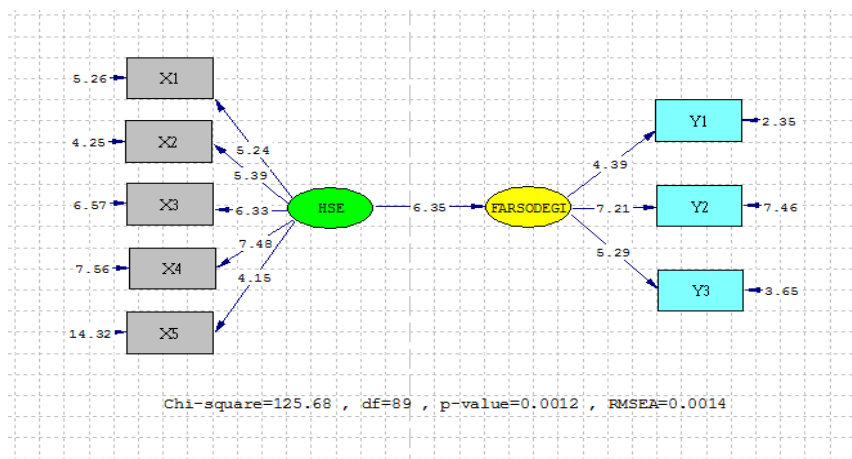 5.26 X1
4.25 X2
6.57 X3
7.56 X4
14.32 X5
5.24
5.39
6.33
7.48
4.15
HSE
6.35
FARSODEGI
4.39
7.21
5.29
Y1 2.35
Y2 7.46
Y3 3.65
Chi-square=125.68 , df=89 , p-value=0.0012 , RMSEA=0.0014